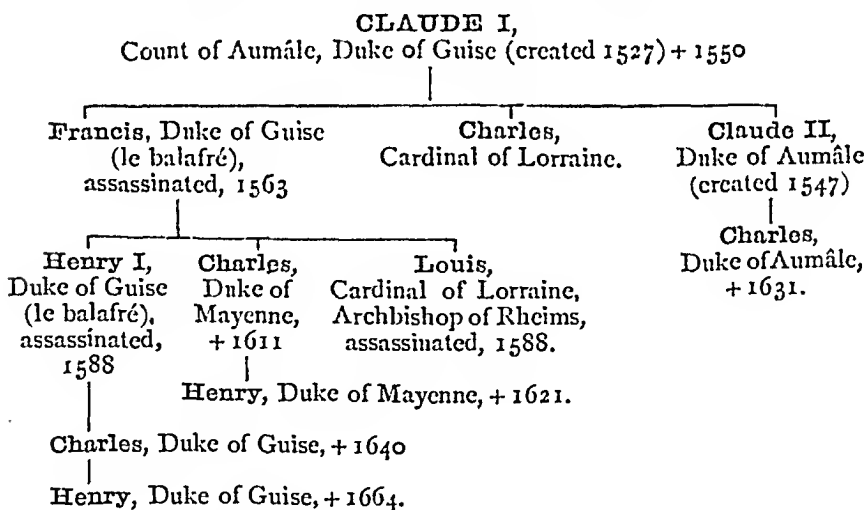 CLAUDE I,
Count of Aumâle, Duke of Guise (created 1527) + 1550
Francis, Duke of Guise
(le balafré),
assassinated, 1563
Charles,
Cardinal of Lorraine.
Claude II,
Duke of Aumâle
(created 1547)
Charles,
Duke of Aumâle,
+ 1631.
Henry I,
Duke of Guise
(le balafré),
assassinated,
1588
Charles,
Duke of
Mayenne,
+ 1611
Louis,
Cardinal of Lorraine,
Archbishop of Rheims,
assassinated, 1588.
Henry, Duke of Mayenne, + 1621.
Charles, Duke of Guise, + 1640
Henry, Duke of Guise, + 1664.